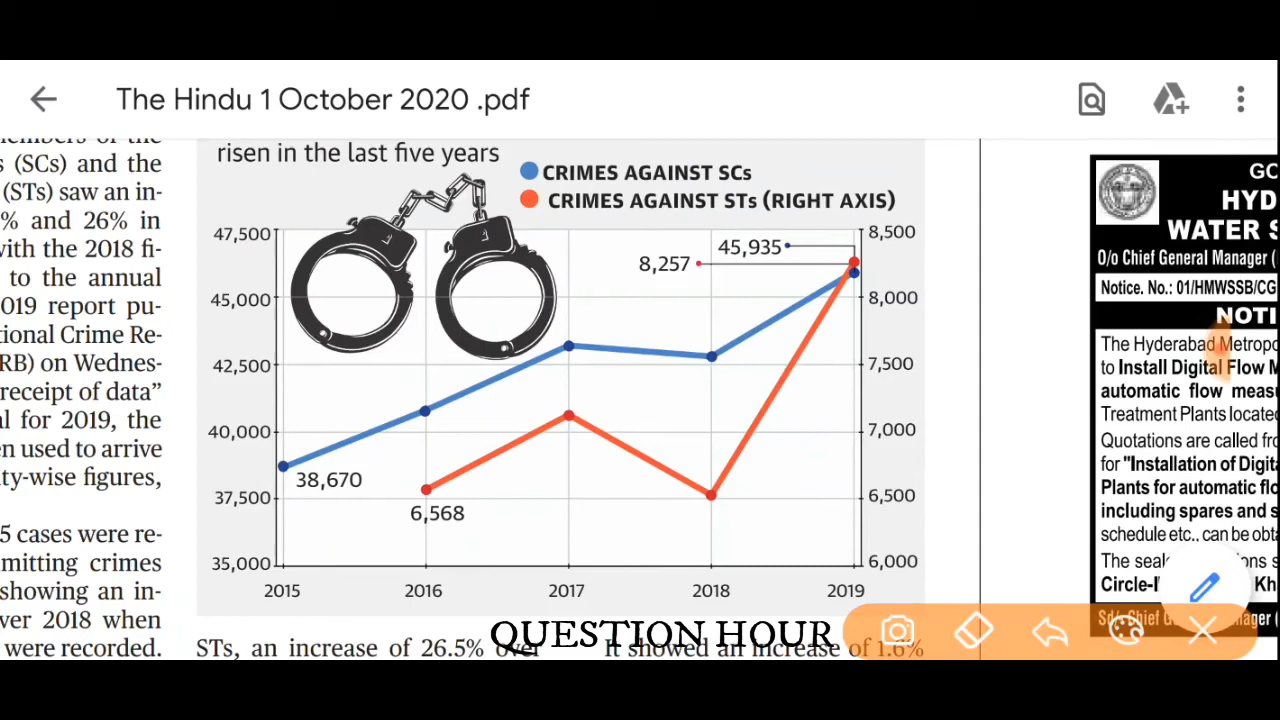 The Hindu 1 October 2020 .pdf
members of the
s (SCs) and the
(STs) saw an in-
% and 26% in
with the 2018 fi-
to the annual
019 report pu-
tional Crime Re-
RB) on Wednes-
receipt of data”
al for 2019, the
en used to arrive
ty-wise figures,
5 cases were re-
mitting crimes
showing an in-
ver 2018 when
were recorded.
risen in the last five years
CRIMES AGAINST SCs
CRIMES AGAINST STs (RIGHT AXIS)
47,500
45,000
42,500
40,000
37,500
35,000
8,500
8,000
7,500
7,000
6,500
6,000
45,935
8,257
38,670
6,568
2015 2016 2017 2018 2019
STs, an increase of 26.5% over
It showed an increase of 1.6%
QUESTION HOUR
GO
HYD
WATER S
O/o Chief General Manager (
Notice. No.: 01/HMWSSB/CG
NOTI
The Hyderabad Metropo
to Install Digital Flow M
automatic flow measu
Treatment Plants located
Quotations are called fro
for "Installation of Digita
Plants for automatic flo
including spares and s
schedule etc., can be obta
The seal
Circle-I
Kh
Sd/- Chief G